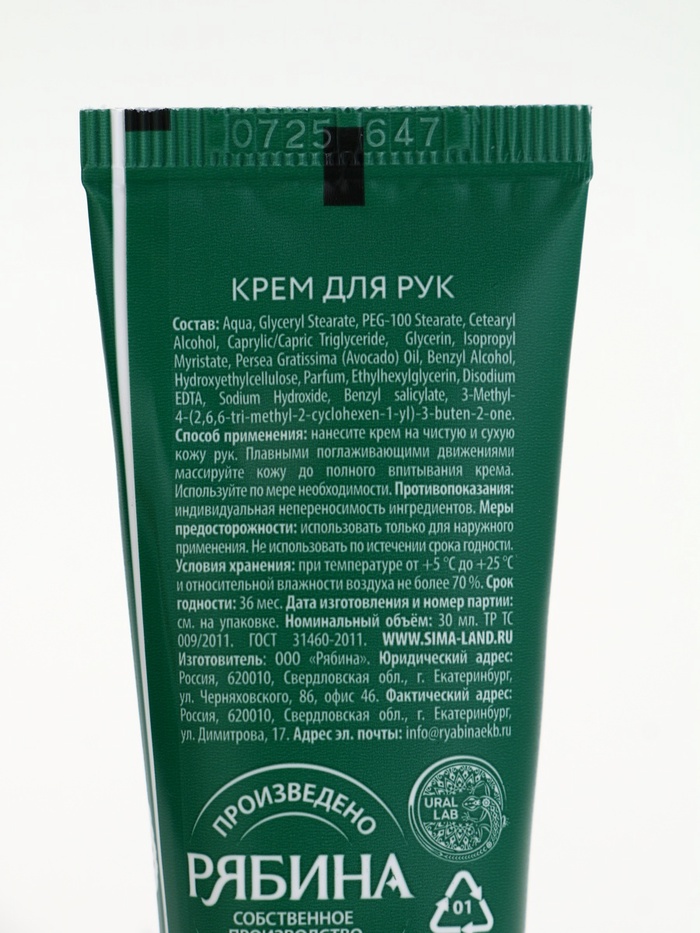 0725 647
КРЕМ ДЛЯ РУК
Состав: Aqua, Glyceryl Stearate, PEG-100 Stearate, Cetearyl
Alcohol, Caprylic/Capric Triglyceride, Glycerin, Isopropyl
Myristate, Persea Gratissima (Avocado) Oil, Benzyl Alcohol,
Hydroxyethylcellulose, Parfum, Ethylhexylglycerin, Disodium
EDTA, Sodium Hydroxide, Benzyl salicylate, 3-Methyl-
4-(2,6,6-tri-methyl-2-cyclohexen-1-yl)-3-buten-2-one.
Способ применения: нанесите крем на чистую и сухую
кожу рук. Плавными поглаживающими движениями
массируйте кожу до полного впитывания крема.
Используйте по мере необходимости. Противопоказания:
индивидуальная непереносимость ингредиентов. Меры
предосторожности: использовать только для наружного
применения. Не использовать по истечении срока годности.
Условия хранения: при температуре от +5 °С до +25 °С
и относительной влажности воздуха не более 70 %. Срок
годности: 36 мес. Дата изготовления и номер партии:
см. на упаковке. Номинальный объём: 30 мл. ТР ТС
009/2011. ГОСТ 31460-2011. WWW.SIMA-LAND.RU
Изготовитель: ООО «Рябина». Юридический адрес:
Россия, 620010, Свердловская обл., г. Екатеринбург,
ул. Черняховского, 86, офис 46. Фактический адрес:
Россия, 620010, Свердловская обл., г. Екатеринбург,
ул. Димитрова, 17. Адрес эл. почты: info@ryabinaekb.ru
ПРОИЗВЕДЕНО
URAL
LAB
РЯБИНА
01
СОБСТВЕННОЕ
ПРОИЗВОДСТВО